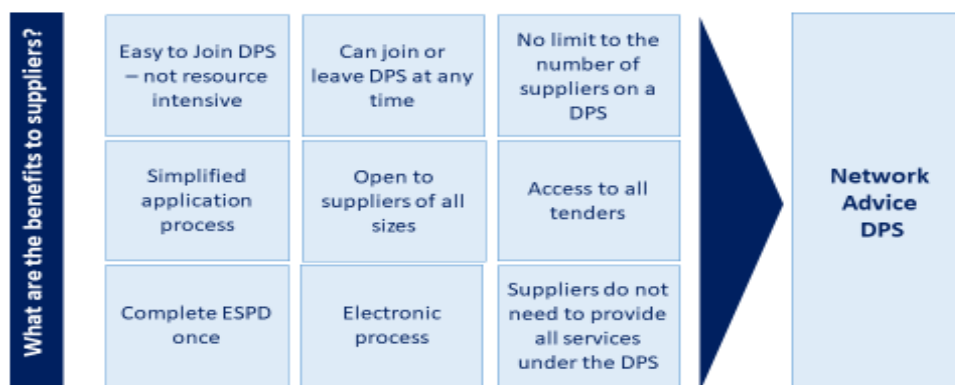 What are the benefits to suppliers?
Easy to Join DPS
– not resource
intensive
Can join or
leave DPS at any
time
No limit to the
number of
suppliers on a
DPS
Simplified
application
process
Open to
suppliers of all
sizes
Access to all
tenders
Complete ESPD
once
Electronic
process
Suppliers do not
need to provide
all services
under the DPS
Network
Advice
DPS